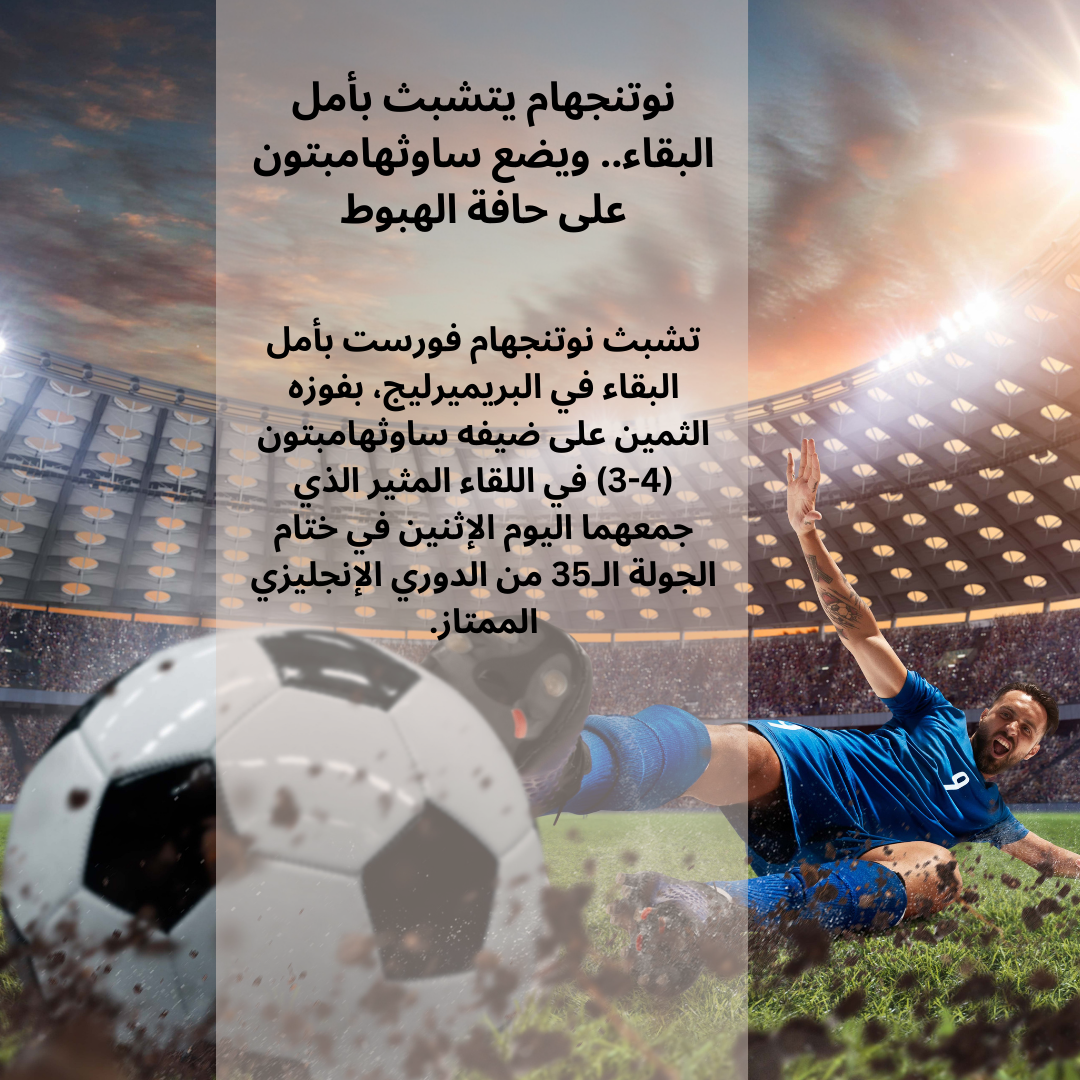 نوتنجهام يتشبث بأمل
البقاء.. ويضع ساوثهامبتون
على حافة الهبوط
تشبث نوتنجهام فورست بأمل
البقاء في البريميرليج، بفوزه
الثمين على ضيفه ساوثهامبتون
(4-3) في اللقاء المثير الذي
جمعهما اليوم الإثنين في ختام
الجولة الـ35 من الدوري الإنجليزي
الممتاز.
9